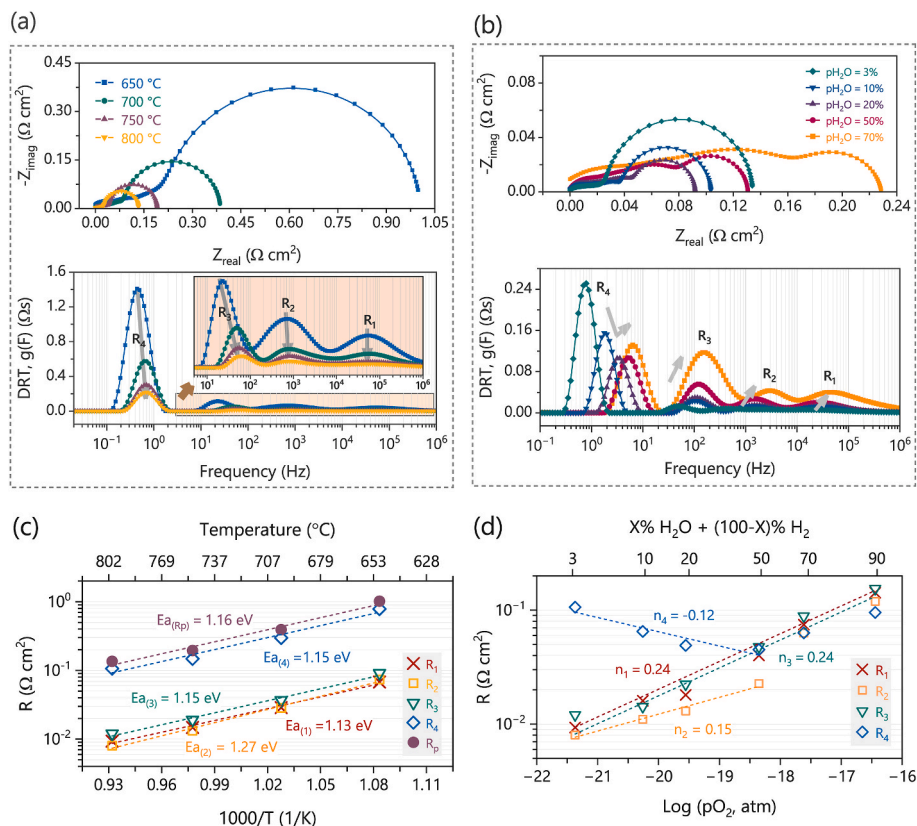 (a)
0.45
0.30
0.15
0.00
-Zimag (Ω cm²)
650 °C
700 °C
750 °C
800 °C
0.00 0.15 0.30 0.45 0.60 0.75 0.90 1.05
Zreal (Ω cm²)
1.6
1.2
0.8
0.4
0.0
DRT, g(F) (Ωs)
R4
R3
R2
R1
10¹ 10² 10³ 10⁴ 10⁵ 10⁶
10⁻¹ 10⁰ 10¹ 10² 10³ 10⁴ 10⁵ 10⁶
Frequency (Hz)
(b)
0.08
0.04
0.00
-Zimag (Ω cm²)
pH₂O = 3%
pH₂O = 10%
pH₂O = 20%
pH₂O = 50%
pH₂O = 70%
0.00 0.04 0.08 0.12 0.16 0.20 0.24
Zreal (Ω cm²)
0.24
0.16
0.08
0.00
DRT, g(F) (Ωs)
R4
R3
R2
R1
10⁻¹ 10⁰ 10¹ 10² 10³ 10⁴ 10⁵ 10⁶
Frequency (Hz)
(c)
Temperature (°C)
802 769 737 707 679 653 628
10⁰
10⁻¹
10⁻²
R (Ω cm²)
Ea(Rp) = 1.16 eV
Ea(4) = 1.15 eV
Ea(3) = 1.15 eV
Ea(1) = 1.13 eV
Ea(2) = 1.27 eV
R1
R2
R3
R4
Rp
0.93 0.96 0.99 1.02 1.05 1.08 1.11
1000/T (1/K)
(d)
X% H₂O + (100-X)% H₂
3 10 20 50 70 90
10⁻¹
10⁻²
R (Ω cm²)
n4 = -0.12
n1 = 0.24
n3 = 0.24
n2 = 0.15
R1
R2
R3
R4
−22 −21 −20 −19 −18 −17 −16
Log (pO₂, atm)